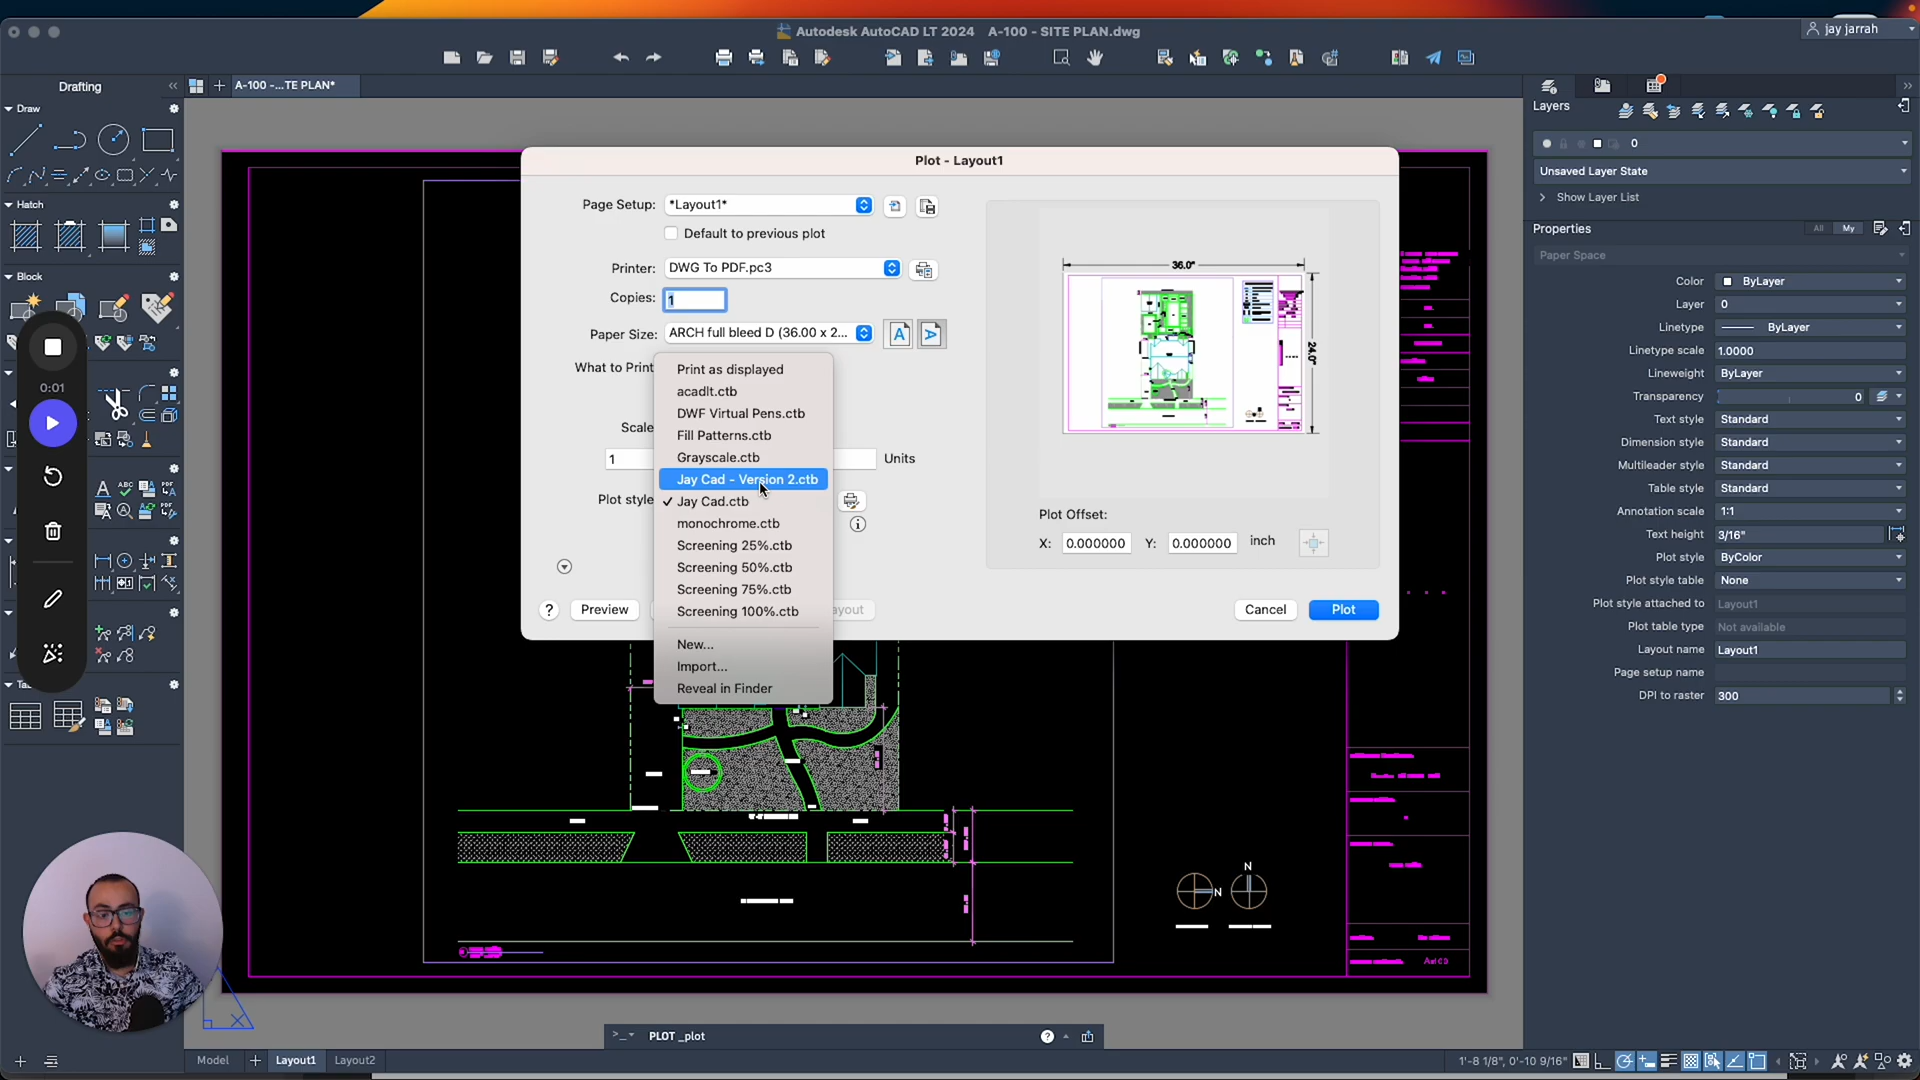 Autodesk AutoCAD LT 2024 A-100 - SITE PLAN.dwg
jay jarrah
Drafting
A-100 -...TE PLAN*
Draw
Hatch
Block
0:01
Plot - Layout1
Page Setup: *Layout1*
Default to previous plot
Printer: DWG To PDF.pc3
Copies: 1
Paper Size: ARCH full bleed D (36.00 x 2...
What to Print
Scale
1
Units
Plot style
Print as displayed
acadlt.ctb
DWF Virtual Pens.ctb
Fill Patterns.ctb
Grayscale.ctb
Jay Cad - Version 2.ctb
Jay Cad.ctb
monochrome.ctb
Screening 25%.ctb
Screening 50%.ctb
Screening 75%.ctb
Screening 100%.ctb
New...
Import...
Reveal in Finder
36.0"
24.0"
Plot Offset:
X: 0.000000 Y: 0.000000 inch
? Preview
ayout
Cancel
Plot
N
N
PLOT _plot
Model
Layout1
Layout2
1'-8 1/8", 0'-10 9/16"
Layers
0
Unsaved Layer State
Show Layer List
Properties
All My
Paper Space
Color ByLayer
Layer 0
Linetype ByLayer
Linetype scale 1.0000
Lineweight ByLayer
Transparency 0
Text style Standard
Dimension style Standard
Multileader style Standard
Table style Standard
Annotation scale 1:1
Text height 3/16"
Plot style ByColor
Plot style table None
Plot style attached to Layout1
Plot table type Not available
Layout name Layout1
Page setup name
DPI to raster 300